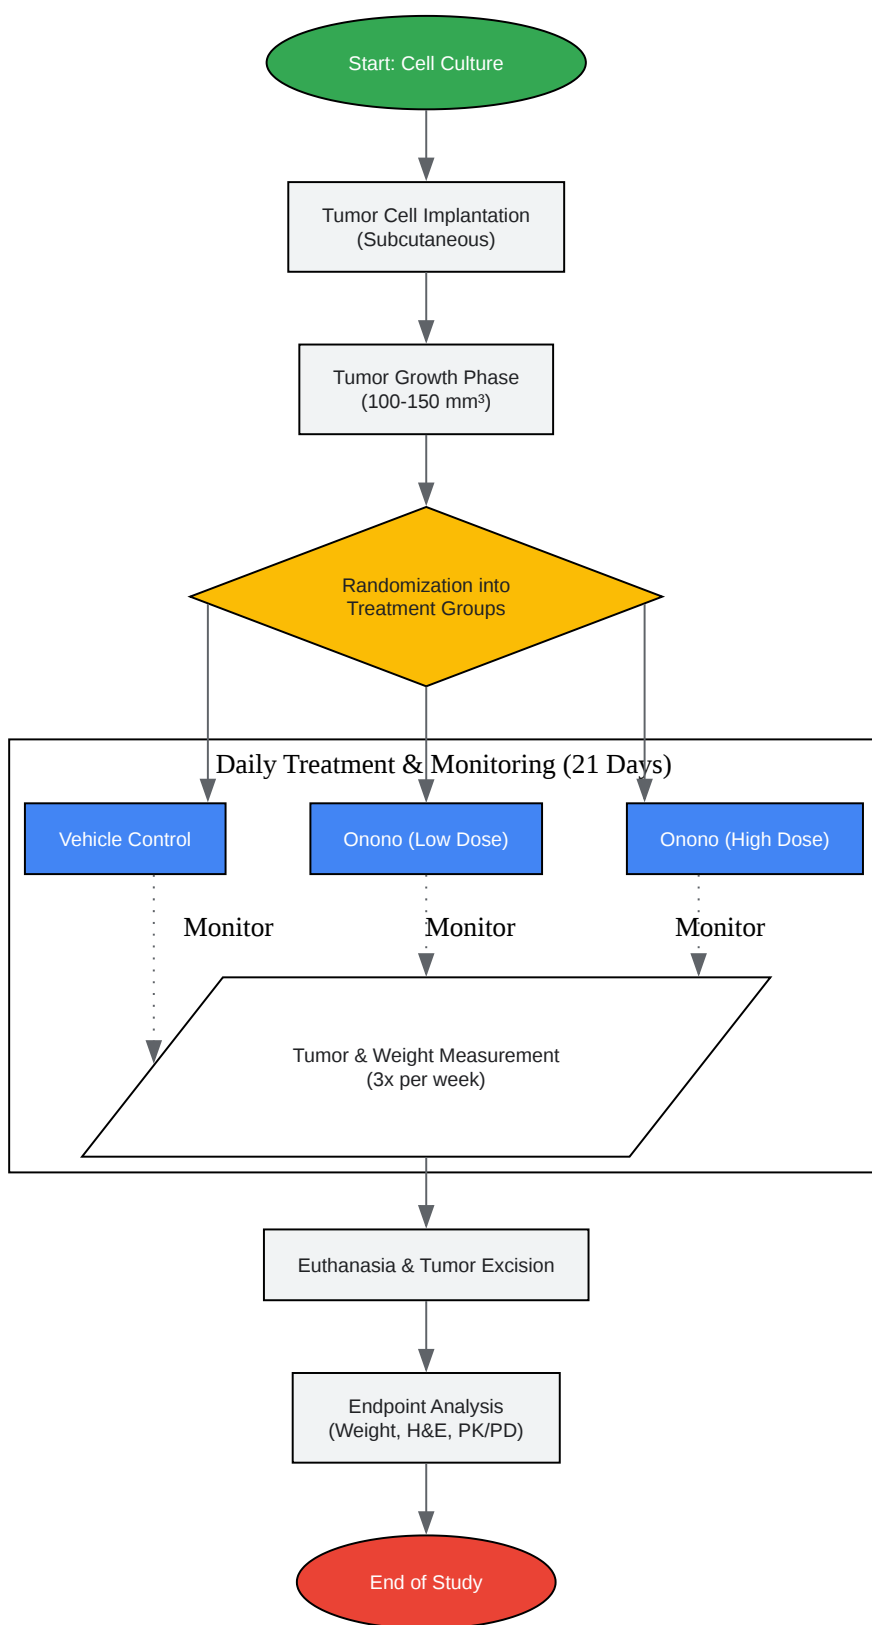 Start: Cell Culture
Tumor Cell Implantation
(Subcutaneous)
Tumor Growth Phase
(100-150 mm³)
Randomization into
Treatment Groups
Daily Treatment & Monitoring (21 Days)
Vehicle Control
Onono (Low Dose)
Onono (High Dose)
Monitor
Monitor
Monitor
Tumor & Weight Measurement
(3x per week)
Euthanasia & Tumor Excision
Endpoint Analysis
(Weight, H&E, PK/PD)
End of Study